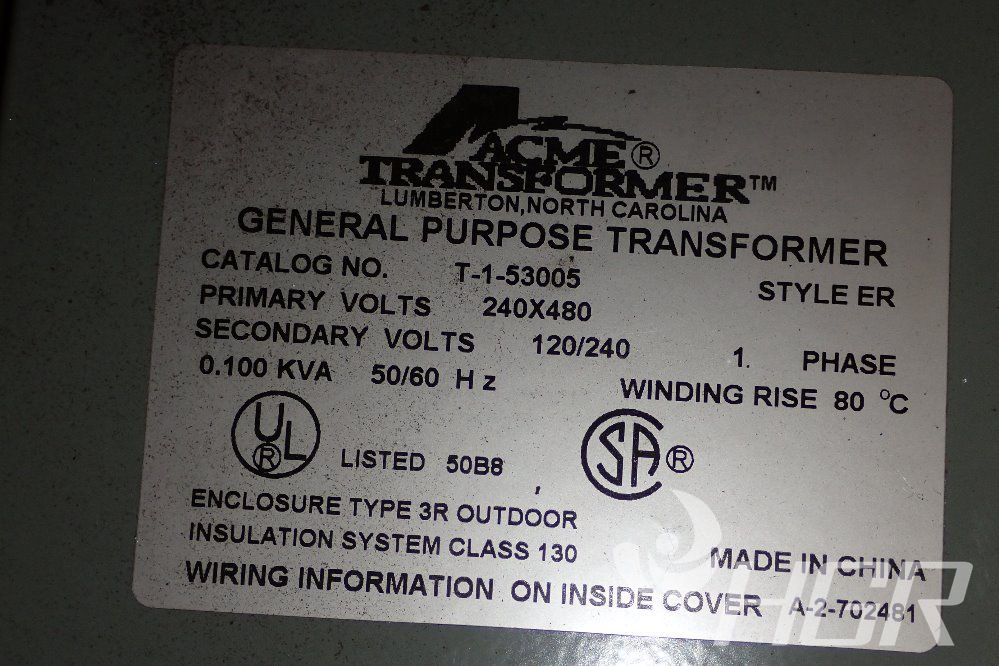 ACME®
TRANSFORMER™
LUMBERTON, NORTH CAROLINA
GENERAL PURPOSE TRANSFORMER
CATALOG NO. T-1-53005 STYLE ER
PRIMARY VOLTS 240X480
SECONDARY VOLTS 120/240 1. PHASE
0.100 KVA 50/60 Hz WINDING RISE 80 °C
UL® LISTED 50B8 SA®
ENCLOSURE TYPE 3R OUTDOOR
INSULATION SYSTEM CLASS 130 MADE IN CHINA
WIRING INFORMATION ON INSIDE COVER A-2-702481
HGR